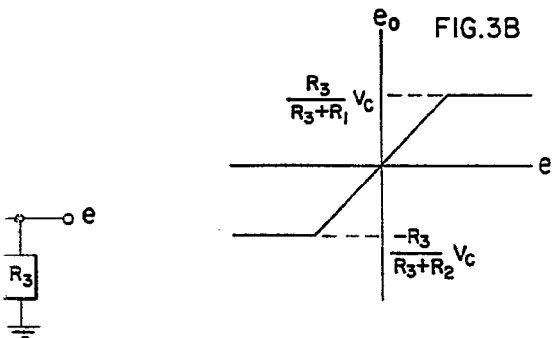 e₀
FIG.3B
R₃
R₃+R₁ V_C
e
e
R₃
-R₃
R₃+R₂ V_C